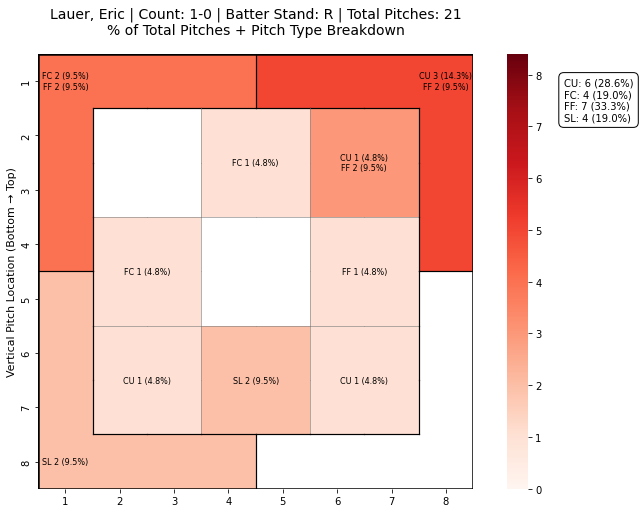 Lauer, Eric | Count: 1-0 | Batter Stand: R | Total Pitches: 21
% of Total Pitches + Pitch Type Breakdown
FC 2 (9.5%)
FF 2 (9.5%)
CU 3 (14.3%)
FF 2 (9.5%)
FC 1 (4.8%)
CU 1 (4.8%)
FF 2 (9.5%)
FC 1 (4.8%)
FF 1 (4.8%)
CU 1 (4.8%)
SL 2 (9.5%)
CU 1 (4.8%)
SL 2 (9.5%)
Vertical Pitch Location (Bottom → Top)
1
2
3
4
5
6
7
8
1 2 3 4 5 6 7 8
8
7
6
5
4
3
2
1
0
CU: 6 (28.6%)
FC: 4 (19.0%)
FF: 7 (33.3%)
SL: 4 (19.0%)